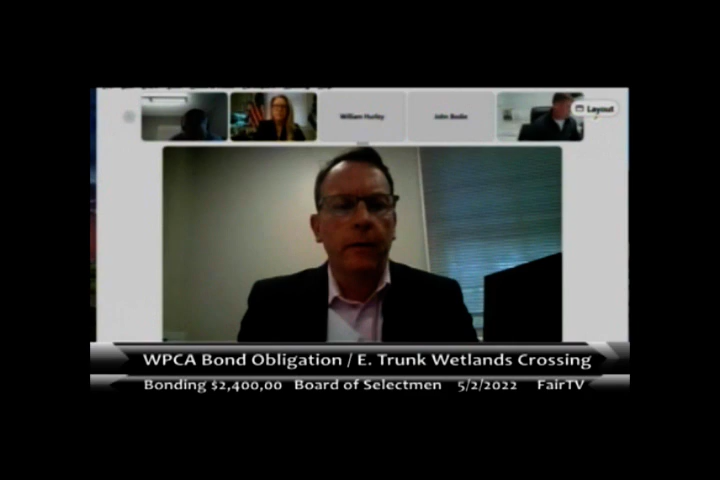 William Hurley
John Bodie
Layout
WPCA Bond Obligation / E. Trunk Wetlands Crossing
Bonding $2,400,00 Board of Selectmen 5/2/2022 FairTV